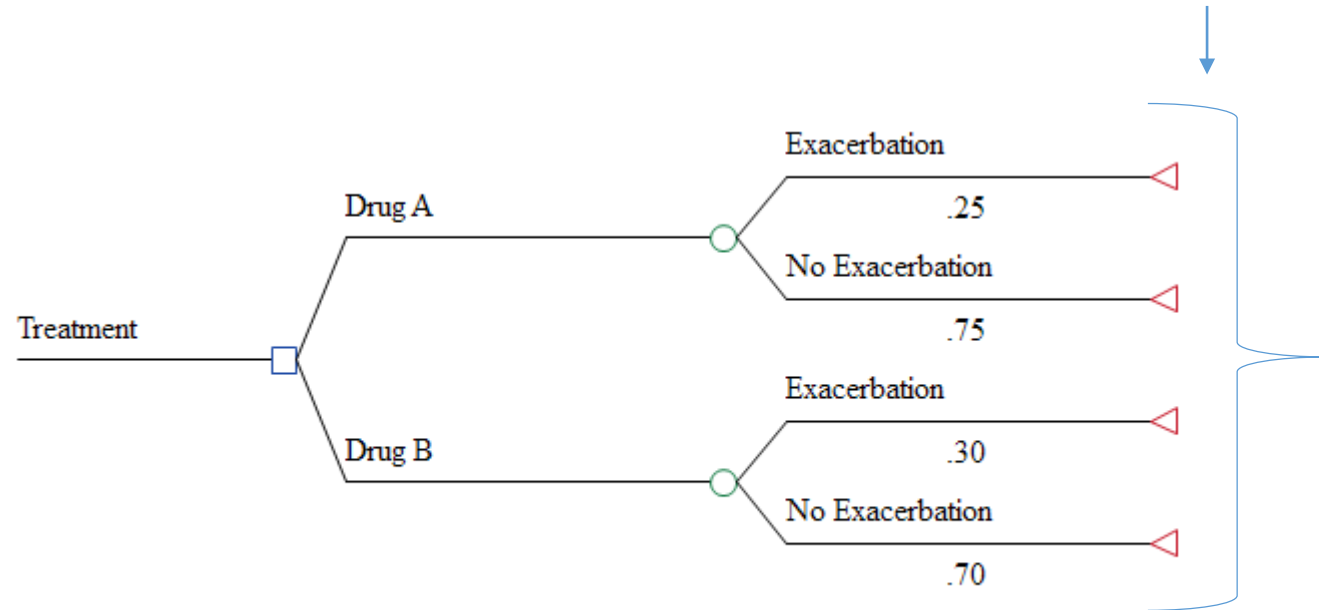 Exacerbation
.25
Drug A
No Exacerbation
.75
Treatment
Exacerbation
.30
Drug B
No Exacerbation
.70